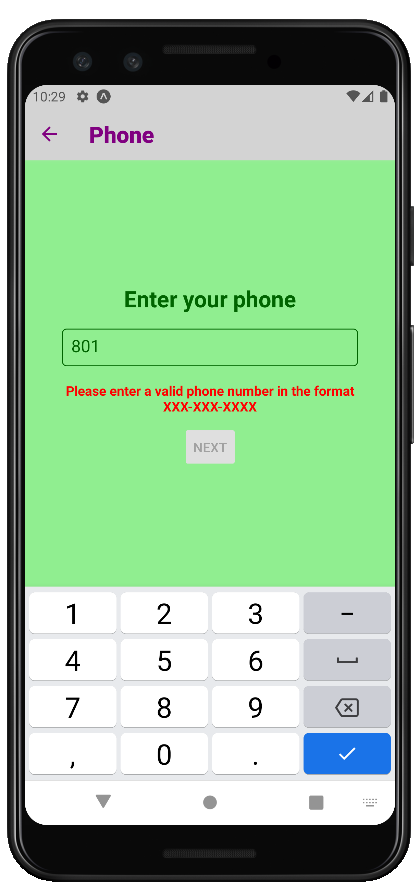 10:29
Phone
Enter your phone
801
Please enter a valid phone number in the format
XXX-XXX-XXXX
NEXT
1 2 3 -
4 5 6
7 8 9
, 0 .